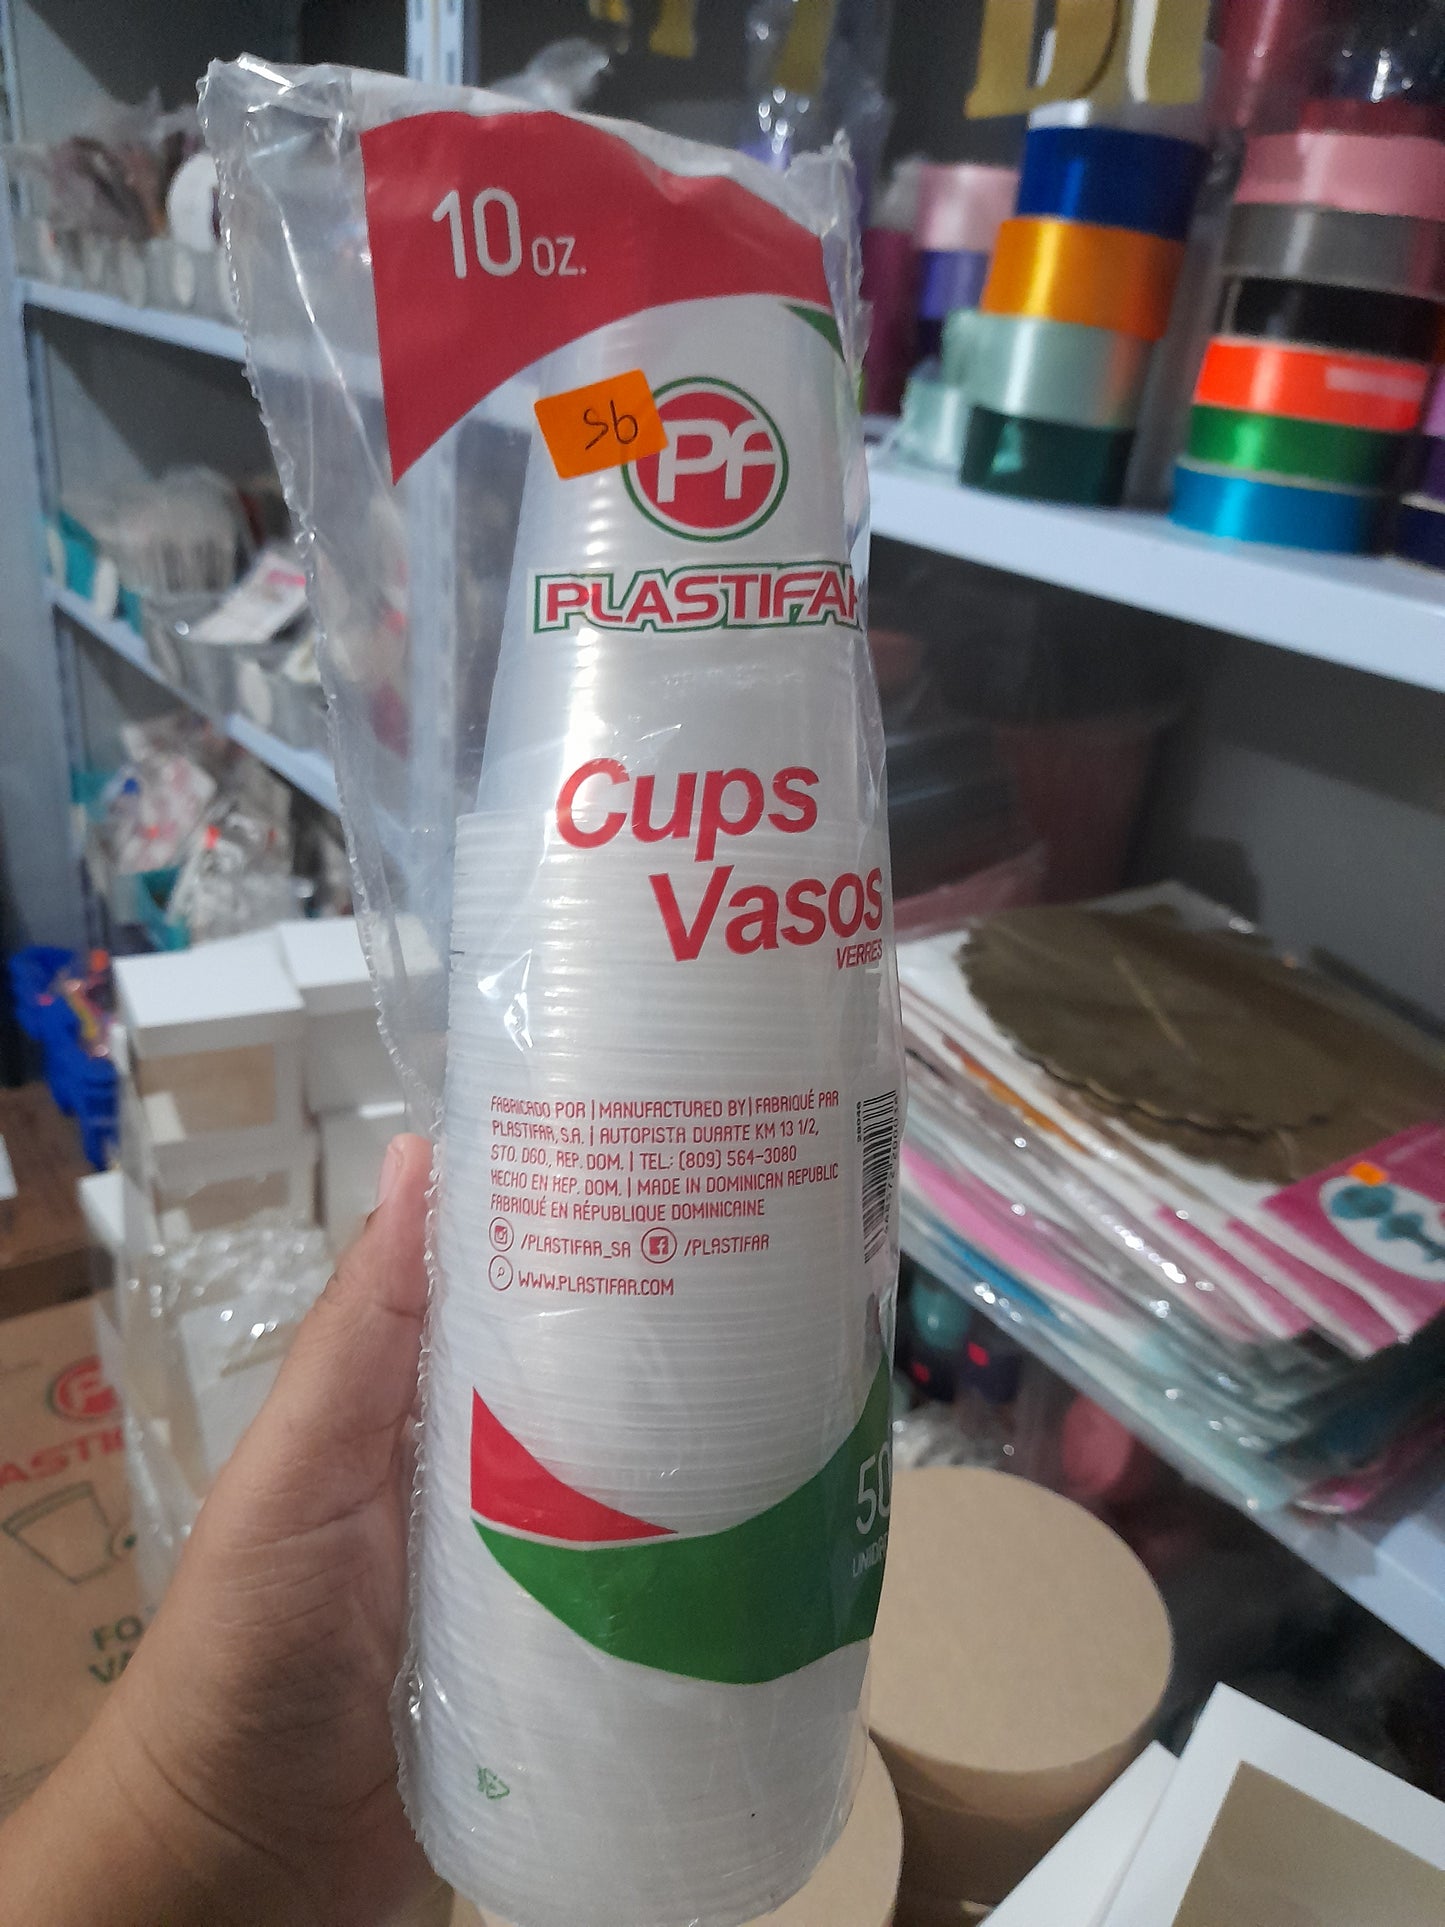 10 OZ.
Pf
PLASTIFAR
Cups
Vasos
VERRES
FABRICADO POR | MANUFACTURED BY | FABRIQUÉ PAR
PLASTIFAR, S.A. | AUTOPISTA DUARTE KM 13 1/2,
STO. DGO., REP. DOM. | TEL.: (809) 564-3080
HECHO EN REP. DOM. | MADE IN DOMINICAN REPUBLIC
FABRIQUÉ EN RÉPUBLIQUE DOMINICAINE
/PLASTIFAR_SA /PLASTIFAR
WWW.PLASTIFAR.COM
50